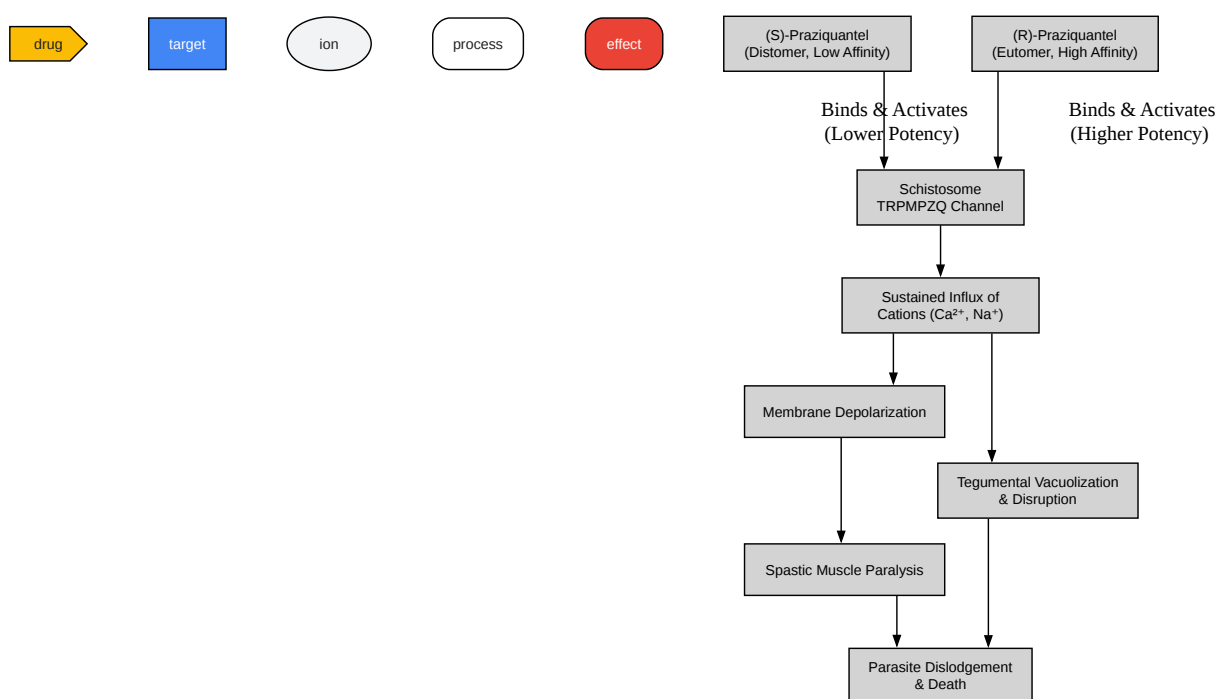 drug
target
ion
process
effect
(S)-Praziquantel
(Distomer, Low Affinity)
(R)-Praziquantel
(Eutomer, High Affinity)
Binds & Activates
(Lower Potency)
Binds & Activates
(Higher Potency)
Schistosome
TRPMPZQ Channel
Sustained Influx of
Cations (Ca²⁺, Na⁺)
Membrane Depolarization
Tegumental Vacuolization
& Disruption
Spastic Muscle Paralysis
Parasite Dislodgement
& Death